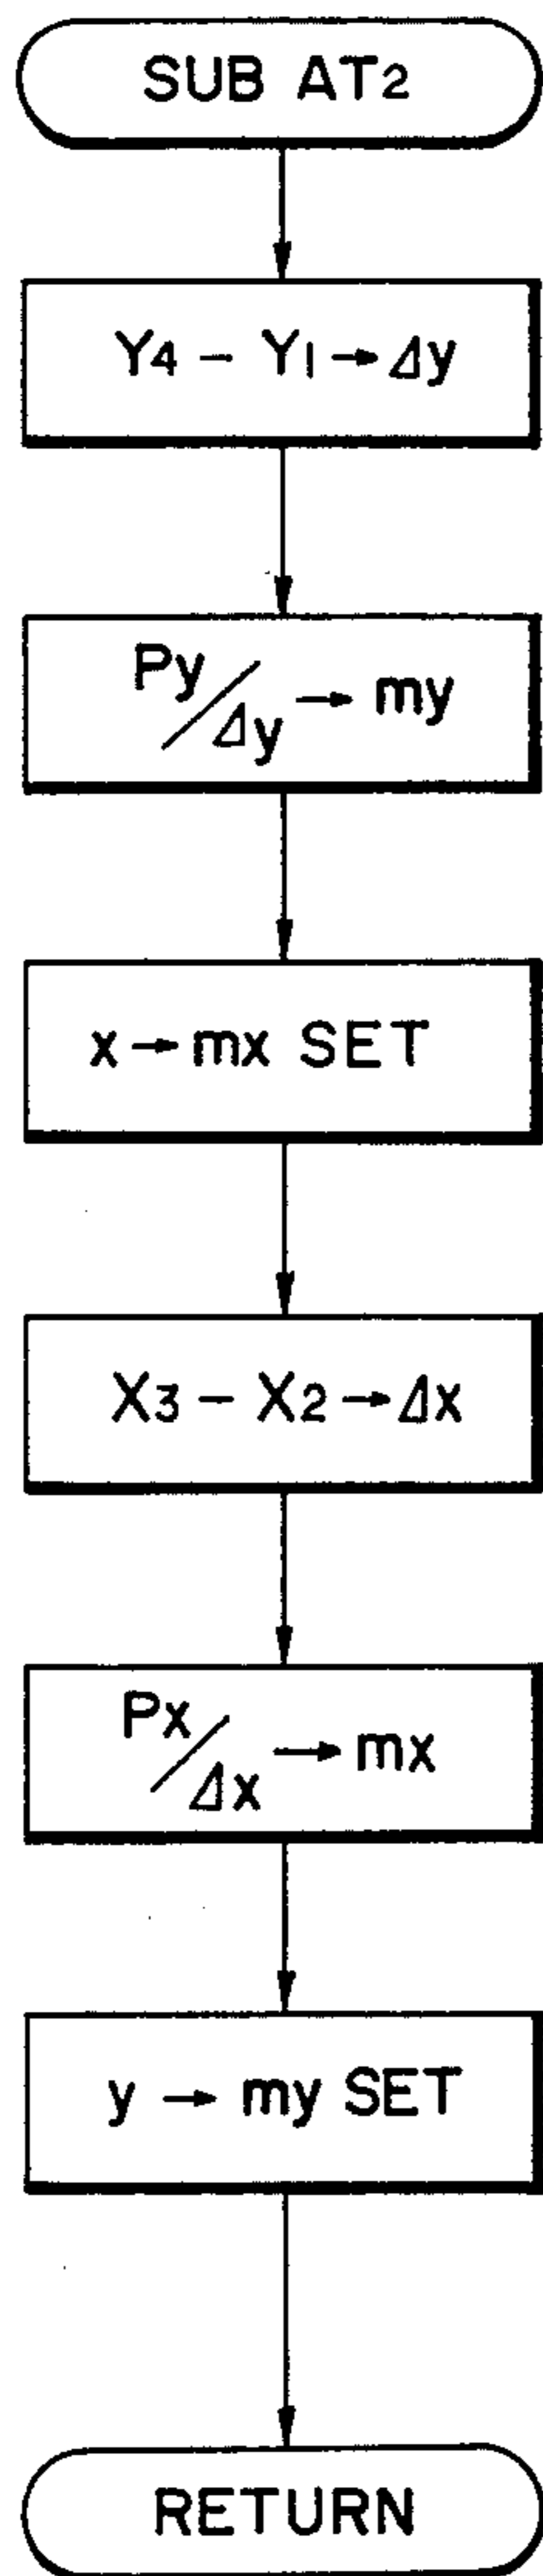 SUB AT2
Y4 - Y1 → Δy
Py/Δy → my
x → mx SET
X3 - X2 → Δx
Px/Δx → mx
y → my SET
RETURN